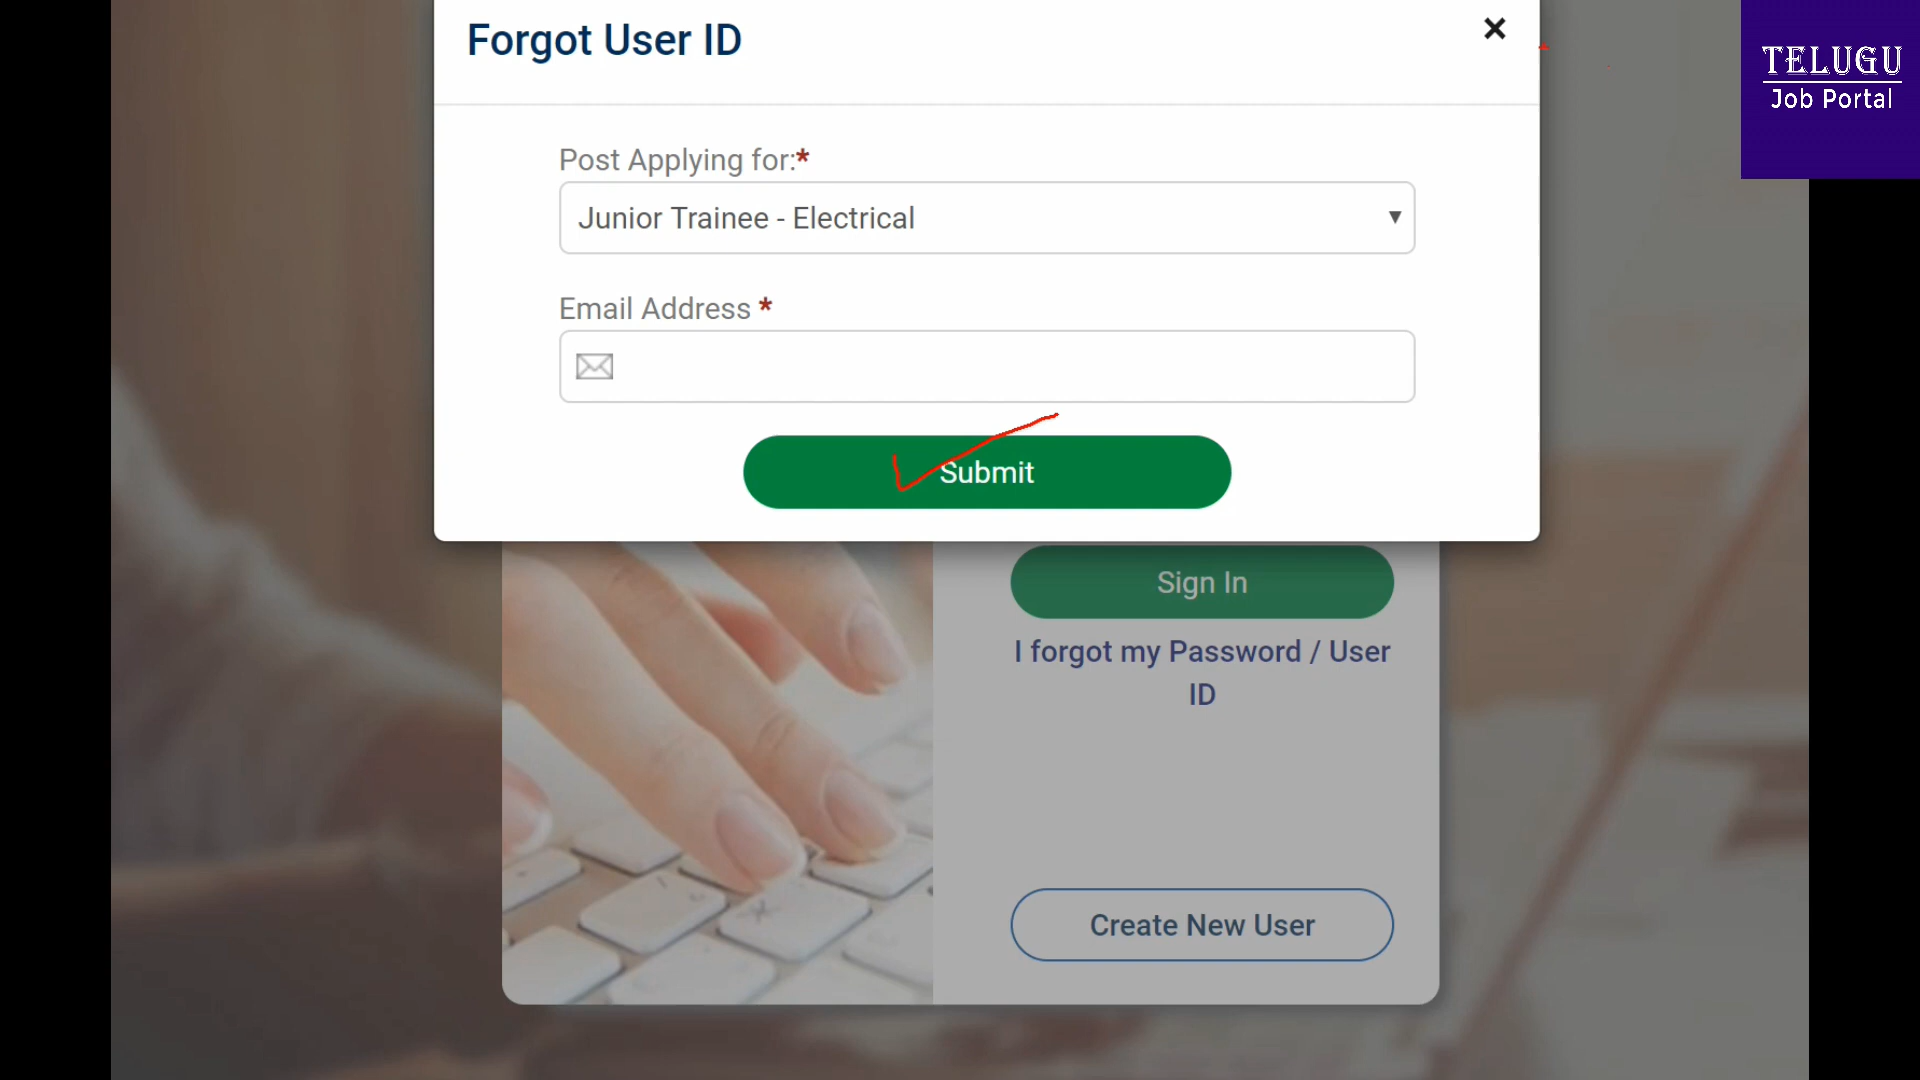 Forgot User ID
×
TELUGU
Job Portal
Post Applying for:*
Junior Trainee - Electrical
Email Address *
Submit
Sign In
I forgot my Password / User
ID
Create New User